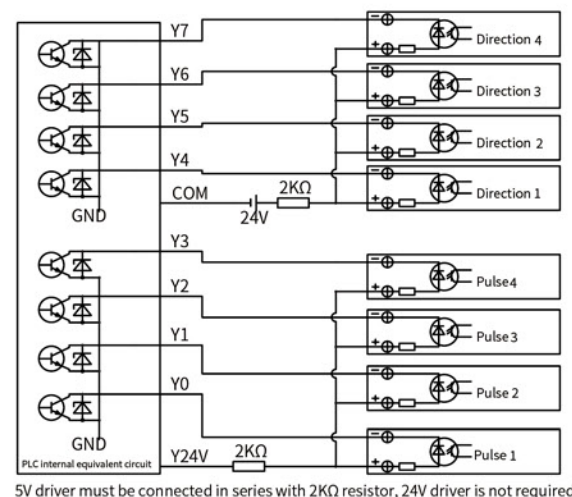 Y7
Direction 4
Y6
Direction 3
Y5
Direction 2
Y4
Direction 1
COM
24V
2KΩ
GND
Y3
Pulse4
Y2
Pulse3
Y1
Pulse 2
Y0
Pulse 1
GND
Y24V
2KΩ
PLC internal equivalent circuit
5V driver must be connected in series with 2KΩ resistor, 24V driver is not required